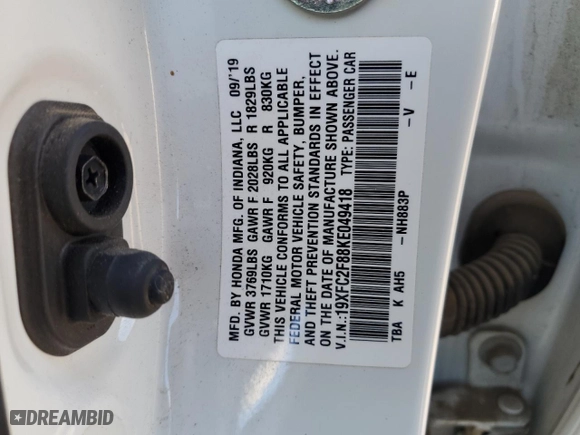 MFD. BY HONDA MFG. OF INDIANA, LLC 09/'19
GVWR 3769LBS GAWR F 2028LBS R 1829LBS
GVWR 1710KG GAWR F 920KG R 830KG
THIS VEHICLE CONFORMS TO ALL APPLICABLE
FEDERAL MOTOR VEHICLE SAFETY, BUMPER,
AND THEFT PREVENTION STANDARDS IN EFFECT
ON THE DATE OF MANUFACTURE SHOWN ABOVE.
V.I.N.:19XFC2F88KE049418 TYPE: PASSENGER CAR
TBA K AH5 -NH883P -V -E
DREAMBID